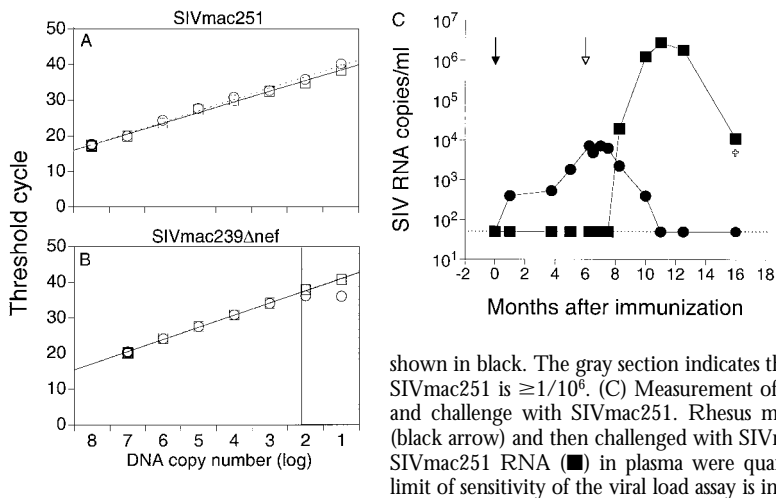 SIVmac251
A
50
40
30
20
10
0
SIVmac239Δnef
B
50
40
30
20
10
0
8 7 6 5 4 3 2 1
DNA copy number (log)
Threshold cycle
C
10⁷
10⁶
10⁵
10⁴
10³
10²
10¹
SIV RNA copies/ml
-2 0 2 4 6 8 10 12 14 16 18
Months after immunization
shown in black. The gray section indicates th
SIVmac251 is ≥1/10⁶. (C) Measurement of
and challenge with SIVmac251. Rhesus m
(black arrow) and then challenged with SIVm
SIVmac251 RNA (■) in plasma were quan
limit of sensitivity of the viral load assay is in